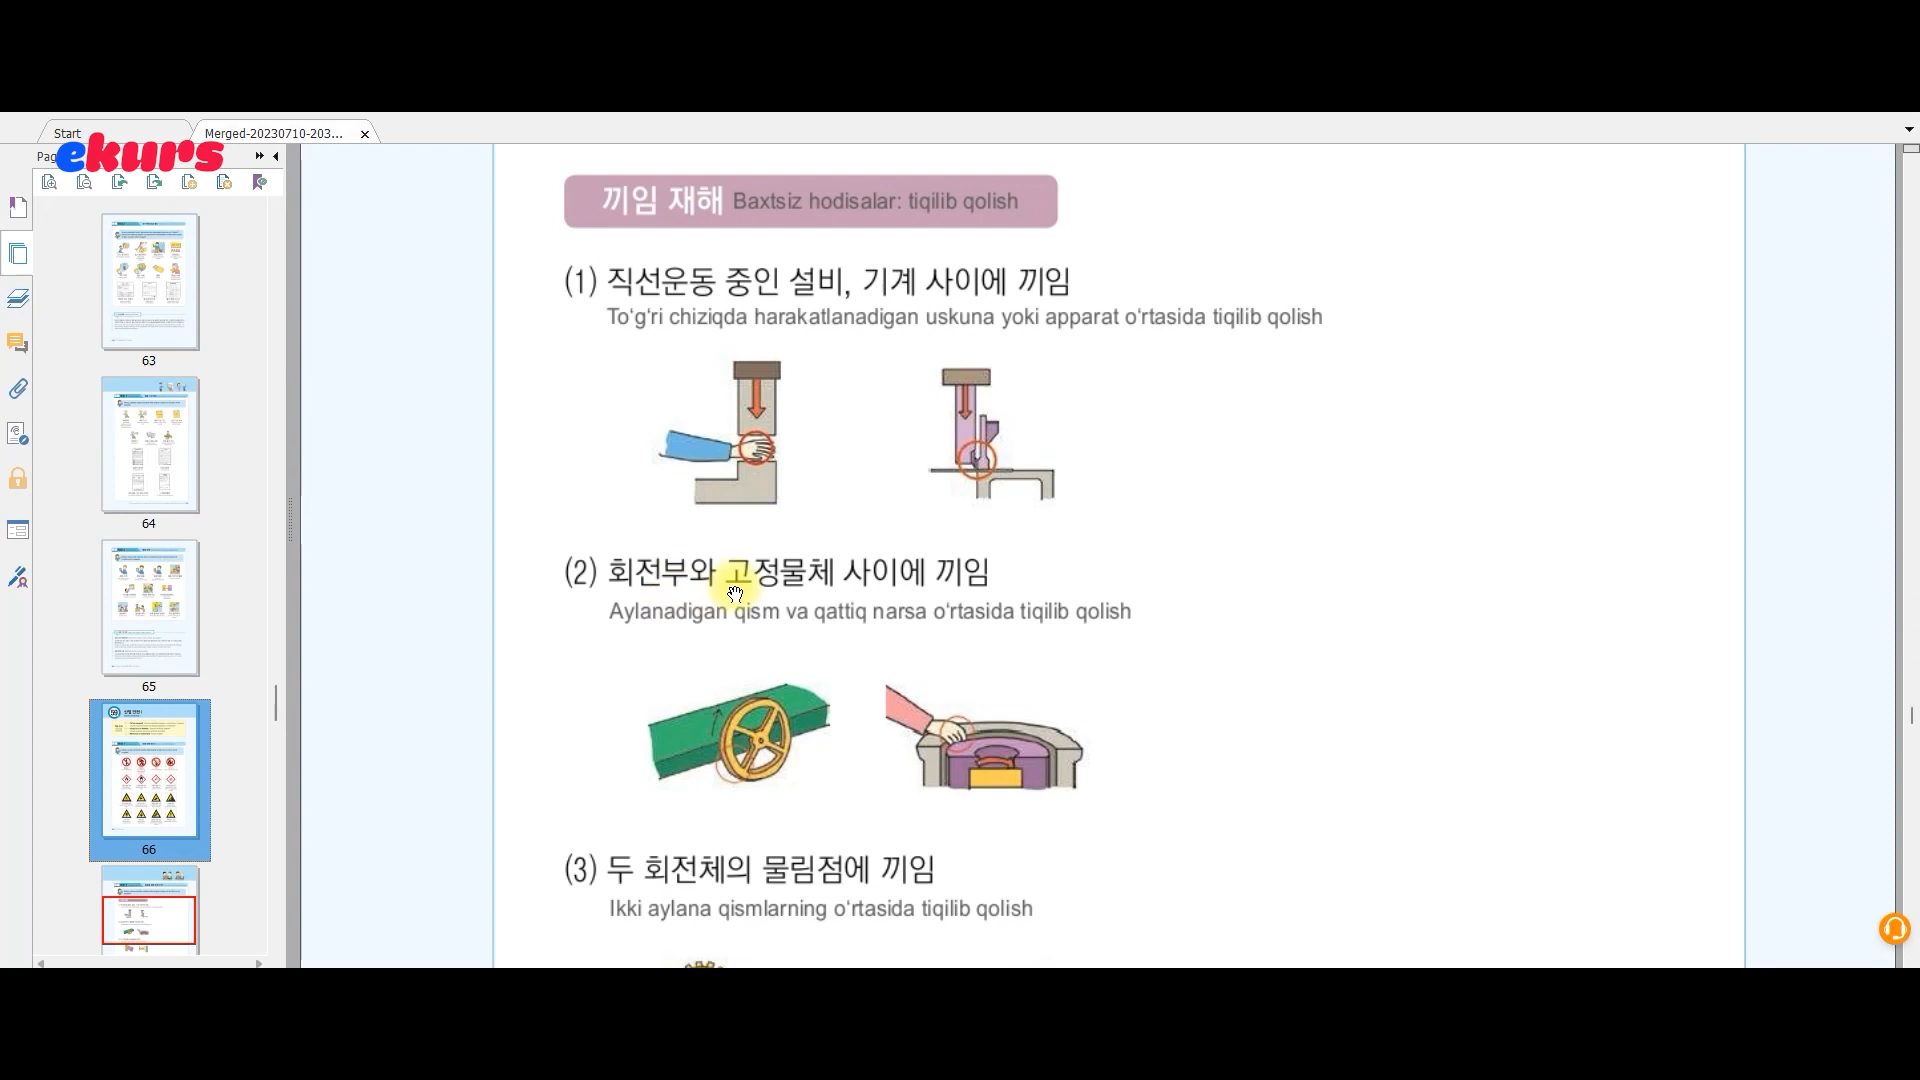 Start
Merged-20230710-203...
Pag
ekurs
끼임 재해 Baxtsiz hodisalar: tiqilib qolish
(1) 직선운동 중인 설비, 기계 사이에 끼임
To'g'ri chiziqda harakatlanadigan uskuna yoki apparat o'rtasida tiqilib qolish
(2) 회전부와 고정물체 사이에 끼임
Aylanadigan qism va qattiq narsa o'rtasida tiqilib qolish
(3) 두 회전체의 물림점에 끼임
Ikki aylana qismlarning o'rtasida tiqilib qolish
63
64
65
66